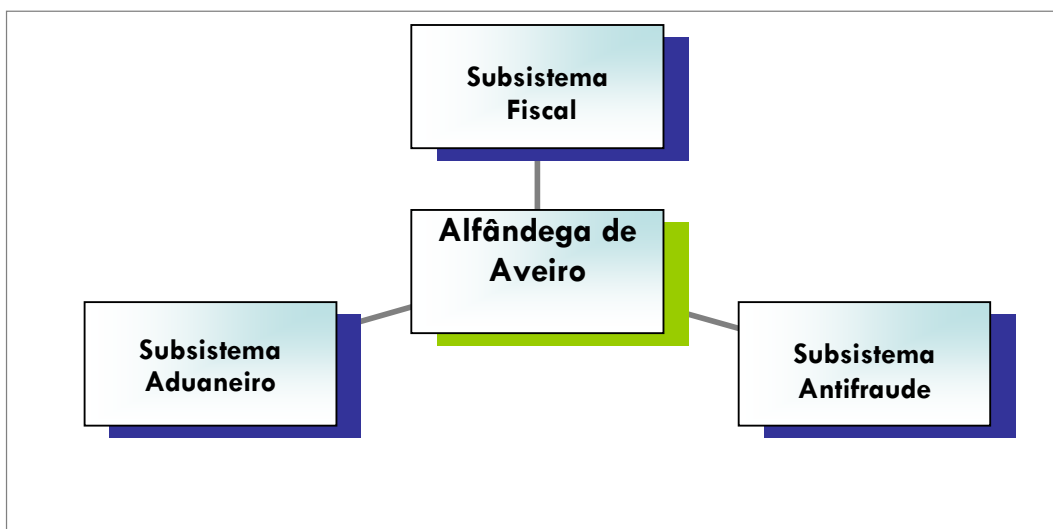 Subsistema
Fiscal
Alfândega de
Aveiro
Subsistema
Aduaneiro
Subsistema
Antifraude